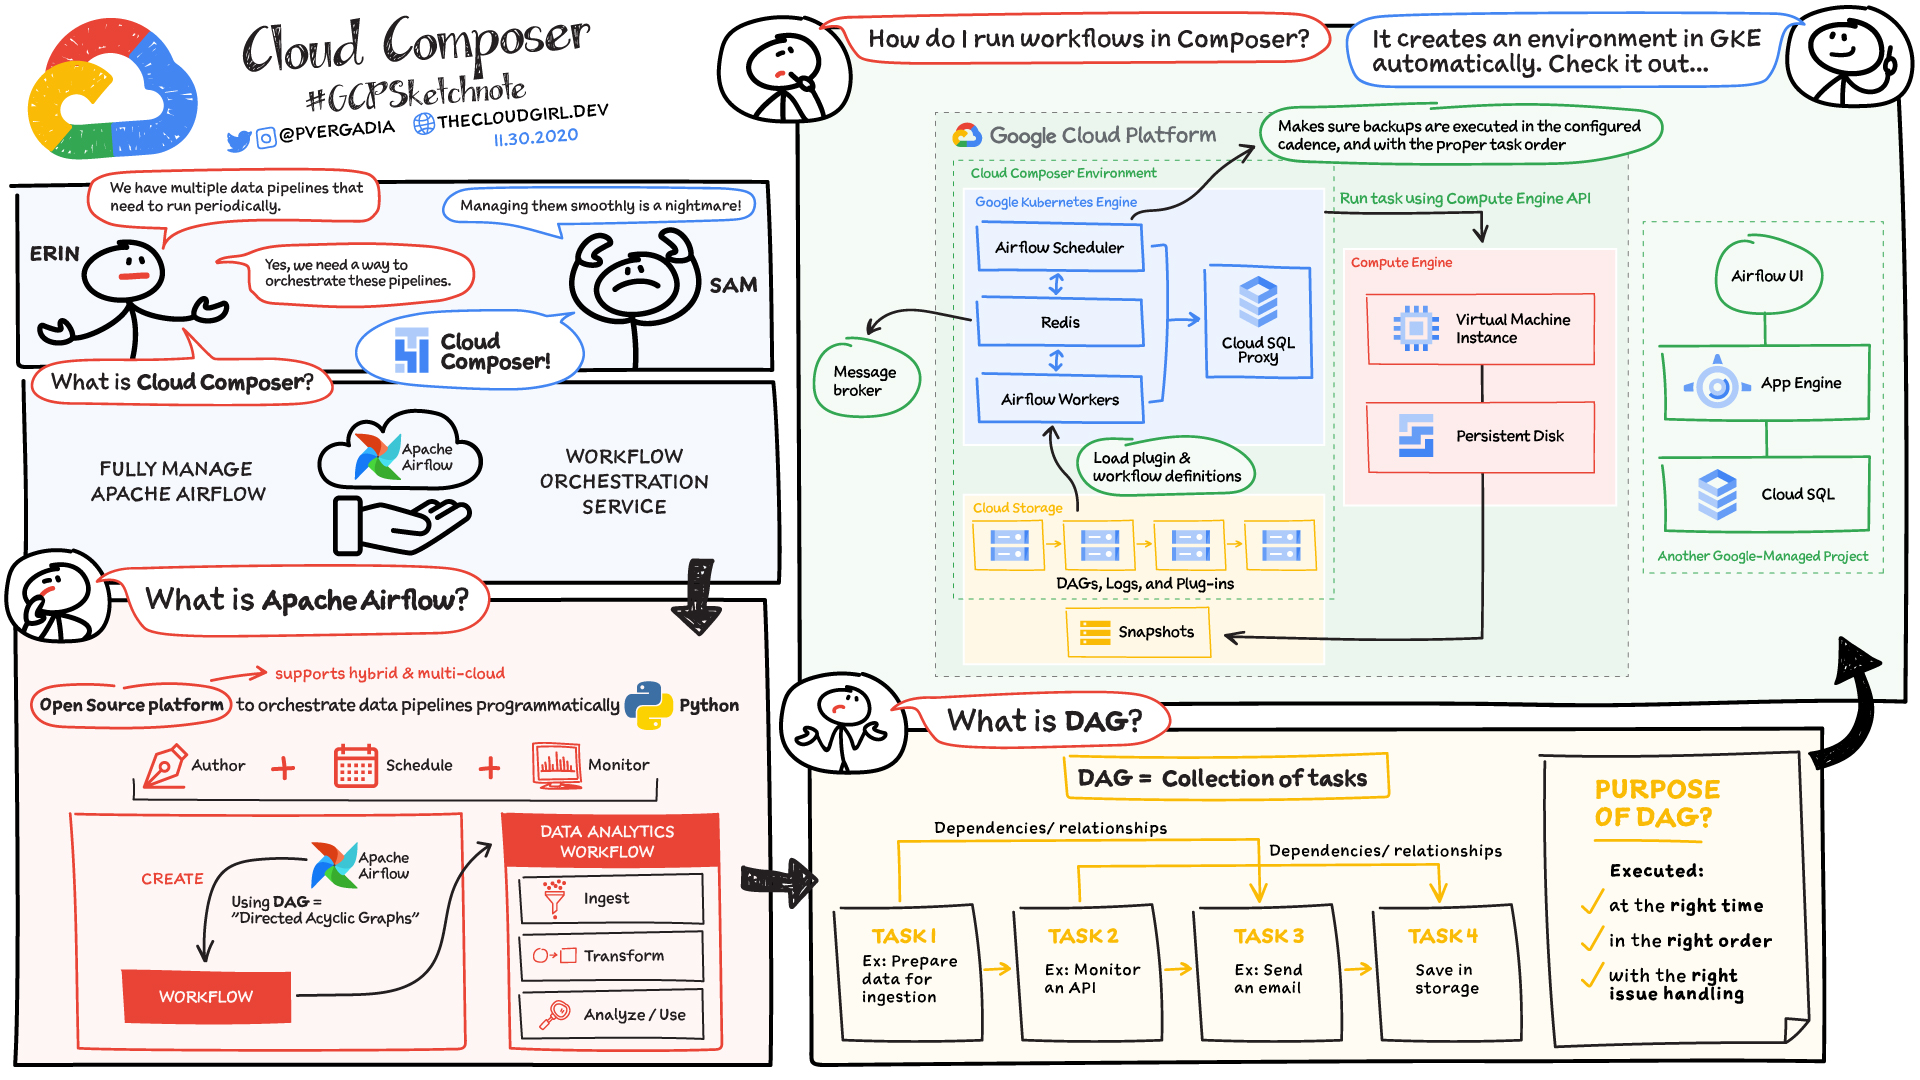 Cloud Composer
#GCPSketchnote
@PVERGADIA
THECLOUDGIRL.DEV
11.30.2020
We have multiple data pipelines that
need to run periodically.
Managing them smoothly is a nightmare!
ERIN
Yes, we need a way to
orchestrate these pipelines.
SAM
Cloud
Composer!
What is Cloud Composer?
FULLY MANAGE
APACHE AIRFLOW
Apache
Airflow
WORKFLOW
ORCHESTRATION
SERVICE
What is Apache Airflow?
supports hybrid & multi-cloud
Open Source platform to orchestrate data pipelines programmatically Python
Author + Schedule + Monitor
CREATE
Apache
Airflow
Using DAG =
"Directed Acyclic Graphs"
WORKFLOW
DATA ANALYTICS
WORKFLOW
Ingest
Transform
Analyze / Use
How do I run workflows in Composer?
It creates an environment in GKE
automatically. Check it out...
Google Cloud Platform
Makes sure backups are executed in the configured
cadence, and with the proper task order
Cloud Composer Environment
Google Kubernetes Engine
Run task using Compute Engine API
Airflow Scheduler
Redis
Airflow Workers
Cloud SQL
Proxy
Message
broker
Load plugin &
workflow definitions
Cloud Storage
DAGs, Logs, and Plug-ins
Snapshots
Compute Engine
Virtual Machine
Instance
Persistent Disk
Airflow UI
App Engine
Cloud SQL
Another Google-Managed Project
What is DAG?
DAG = Collection of tasks
Dependencies/ relationships
Dependencies/ relationships
TASK 1
Ex: Prepare
data for
ingestion
TASK 2
Ex: Monitor
an API
TASK 3
Ex: Send
an email
TASK 4
Save in
storage
PURPOSE
OF DAG?
Executed:
at the right time
in the right order
with the right
issue handling